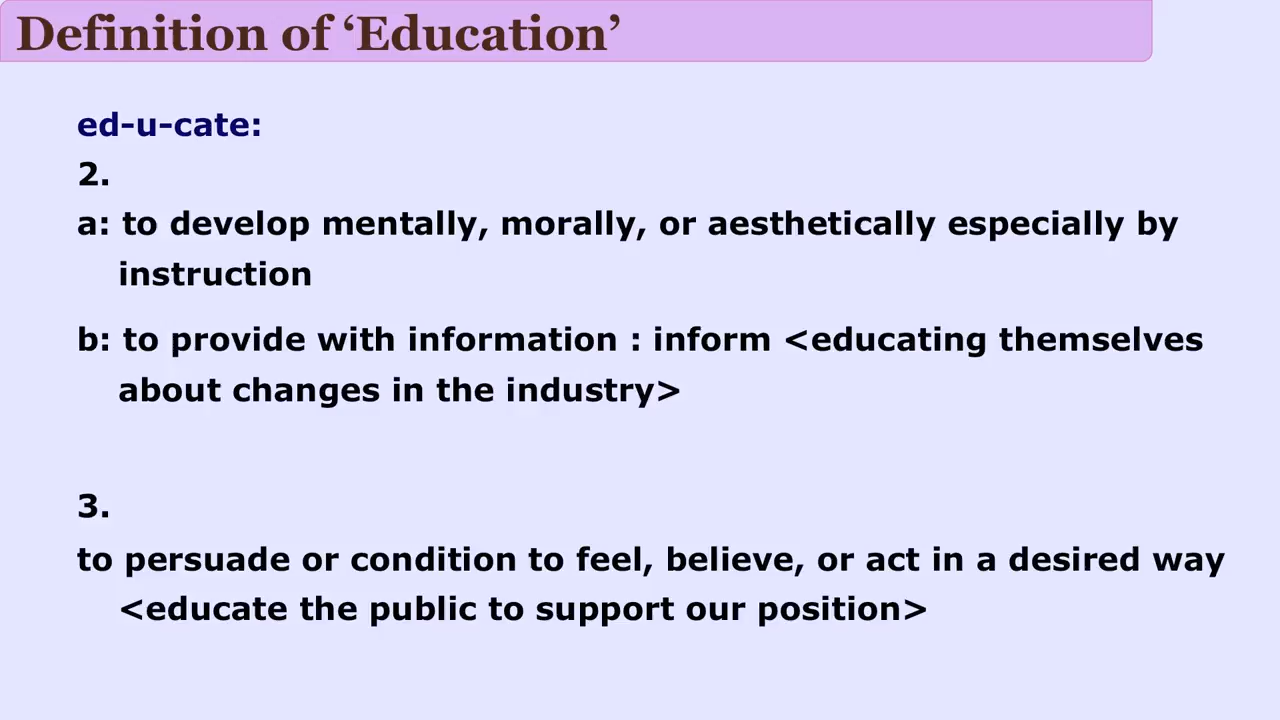 Definition of ‘Education’
ed-u-cate:
2.
a: to develop mentally, morally, or aesthetically especially by
instruction
b: to provide with information : inform <educating themselves
about changes in the industry>
3.
to persuade or condition to feel, believe, or act in a desired way
<educate the public to support our position>